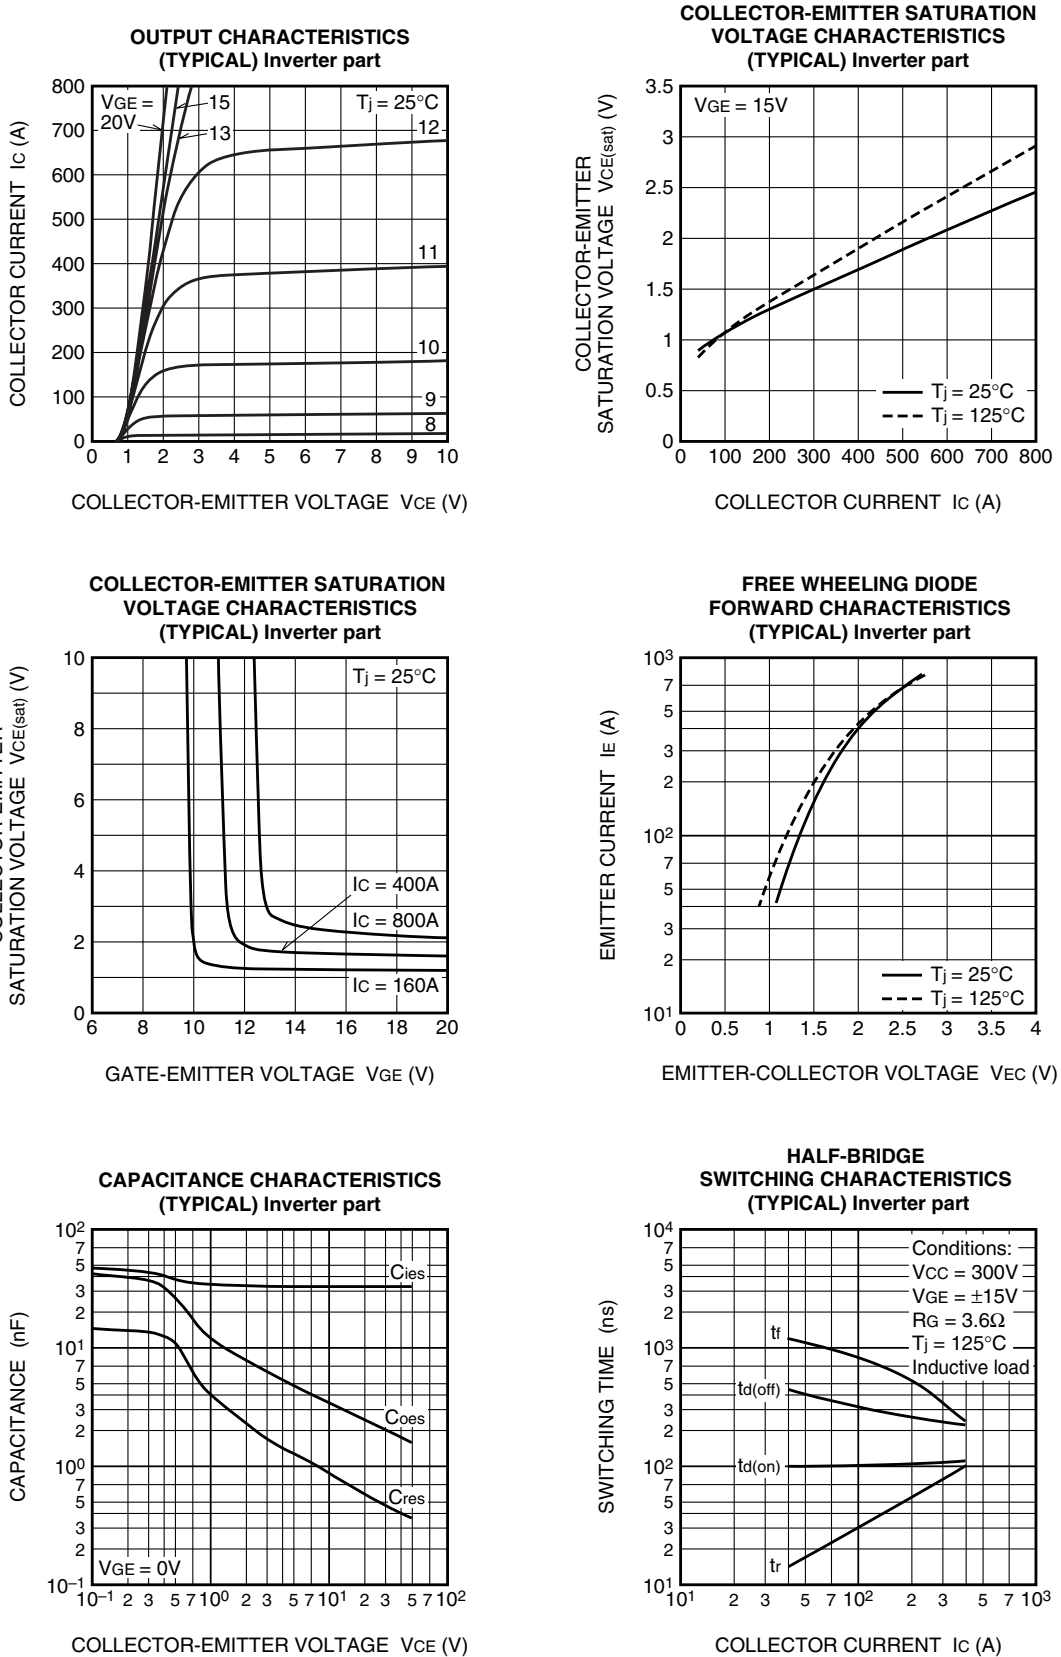 OUTPUT CHARACTERISTICS
(TYPICAL) Inverter part
COLLECTOR CURRENT IC (A)
800
700
600
500
400
300
200
100
0
VGE =
20V
15
13
Tj = 25°C
12
11
10
9
8
0 1 2 3 4 5 6 7 8 9 10
COLLECTOR-EMITTER VOLTAGE VCE (V)
COLLECTOR-EMITTER SATURATION
VOLTAGE CHARACTERISTICS
(TYPICAL) Inverter part
COLLECTOR-EMITTER
SATURATION VOLTAGE VCE(sat) (V)
3.5
3
2.5
2
1.5
1
0.5
0
VGE = 15V
Tj = 25°C
Tj = 125°C
0 100 200 300 400 500 600 700 800
COLLECTOR CURRENT IC (A)
COLLECTOR-EMITTER SATURATION
VOLTAGE CHARACTERISTICS
(TYPICAL) Inverter part
SATURATION VOLTAGE VCE(sat) (V)
10
8
6
4
2
0
Tj = 25°C
IC = 400A
IC = 800A
IC = 160A
6 8 10 12 14 16 18 20
GATE-EMITTER VOLTAGE VGE (V)
FREE WHEELING DIODE
FORWARD CHARACTERISTICS
(TYPICAL) Inverter part
EMITTER CURRENT IE (A)
10³
7
5
3
2
10²
7
5
3
2
10¹
Tj = 25°C
Tj = 125°C
0 0.5 1 1.5 2 2.5 3 3.5 4
EMITTER-COLLECTOR VOLTAGE VEC (V)
CAPACITANCE CHARACTERISTICS
(TYPICAL) Inverter part
CAPACITANCE (nF)
10²
7
5
3
2
10¹
7
5
3
2
10⁰
7
5
3
2
10⁻¹
Cies
Coes
Cres
VGE = 0V
10⁻¹ 2 3 5 7 10⁰ 2 3 5 7 10¹ 2 3 5 7 10²
COLLECTOR-EMITTER VOLTAGE VCE (V)
HALF-BRIDGE
SWITCHING CHARACTERISTICS
(TYPICAL) Inverter part
SWITCHING TIME (ns)
10⁴
7
5
3
2
10³
7
5
3
2
10²
7
5
3
2
10¹
Conditions:
VCC = 300V
VGE = ±15V
RG = 3.6Ω
Tj = 125°C
Inductive load
tf
td(off)
td(on)
tr
10¹ 2 3 5 7 10² 2 3 5 7 10³
COLLECTOR CURRENT IC (A)